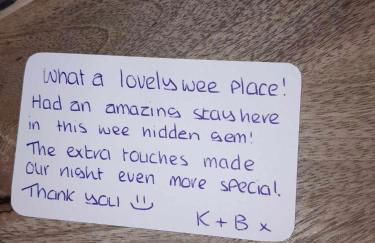 What a lovely wee place!
Had an amazing stay here
in this wee hidden gem!
The extra touches made
our night even more special.
Thank you :)
K + B x